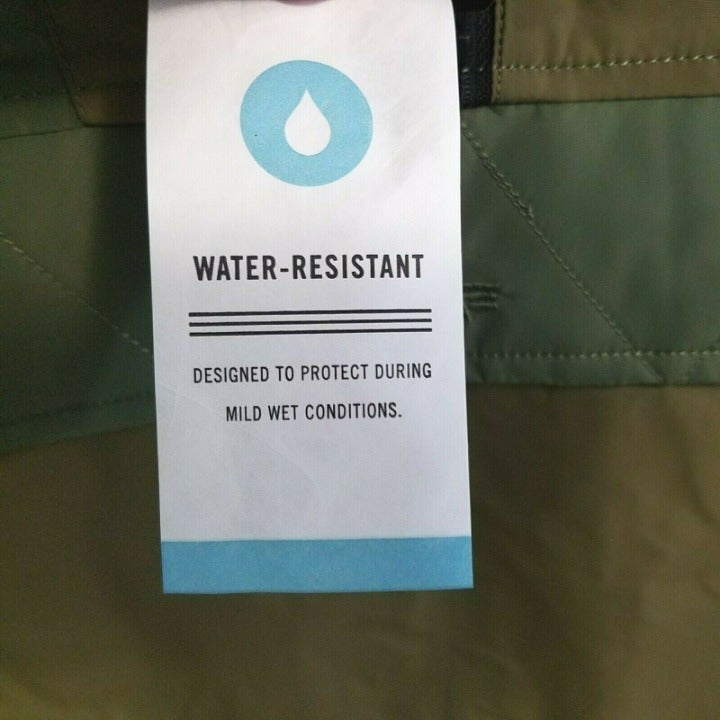 WATER-RESISTANT
DESIGNED TO PROTECT DURING
MILD WET CONDITIONS.